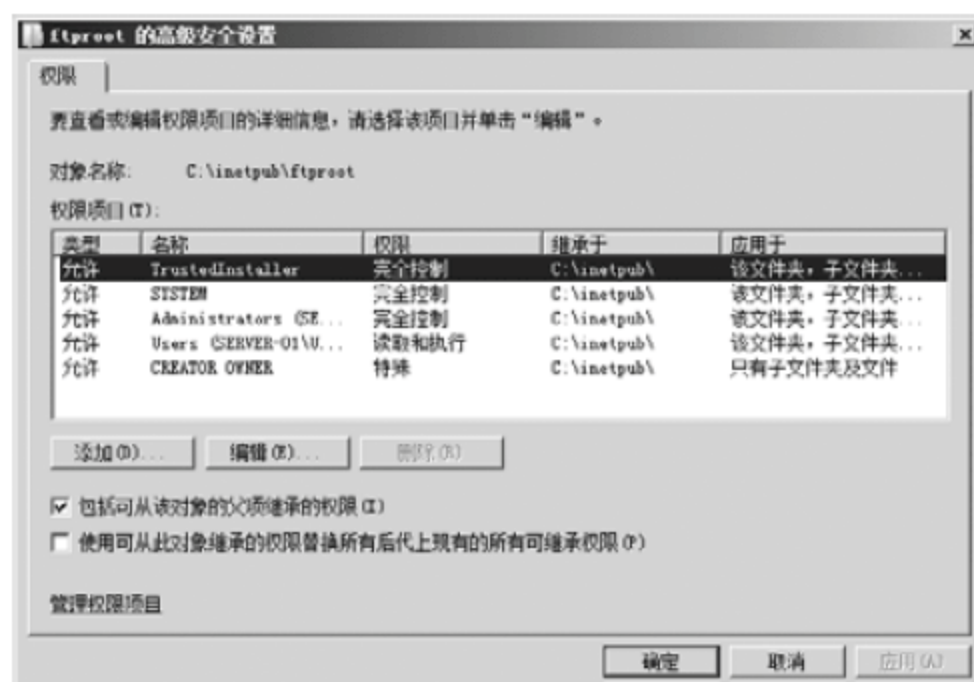 ftproot 的高级安全设置
权限
要查看或编辑权限项目的详细信息，请选择该项目并单击“编辑”。
对象名称: C:\inetpub\ftproot
权限项目(T):
类型 名称 权限 继承于 应用于
允许 TrustedInstaller 完全控制 C:\inetpub\ 该文件夹，子文件夹...
允许 SYSTEM 完全控制 C:\inetpub\ 该文件夹，子文件夹...
允许 Administrators (SE... 完全控制 C:\inetpub\ 该文件夹，子文件夹...
允许 Users (SERVER-01\U... 读取和执行 C:\inetpub\ 该文件夹，子文件夹...
允许 CREATOR OWNER 特殊 C:\inetpub\ 只有子文件夹及文件
添加(D)... 编辑(E)... 删除(R)
包括可从该对象的父项继承的权限(I)
使用可从此对象继承的权限替换所有后代上现有的所有可继承权限(P)
管理权限项目
确定 取消 应用(A)